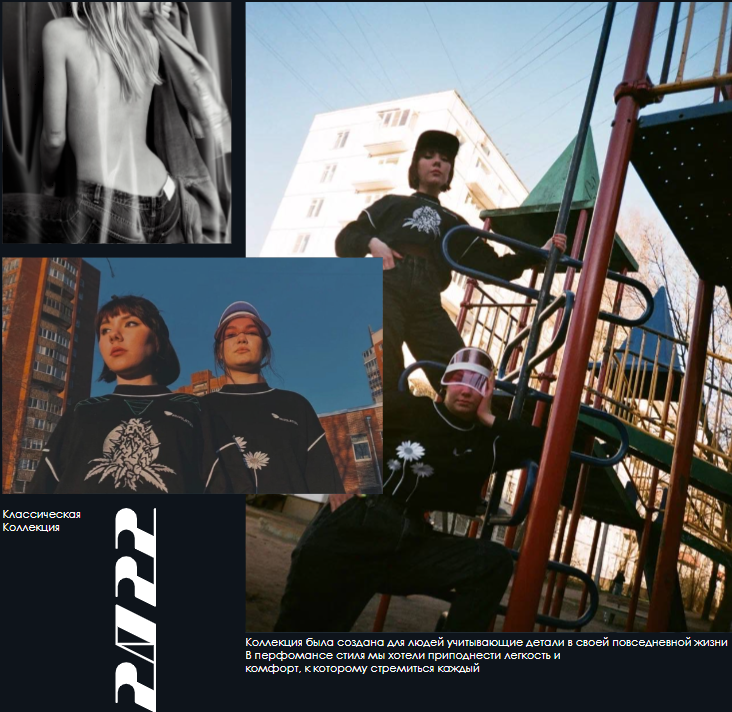 Классическая
Коллекция
Коллекция была создана для людей учитывающие детали в своей повседневной жизни
В перфомансе стиля мы хотели приподнести легкость и
комфорт, к которому стремиться каждый